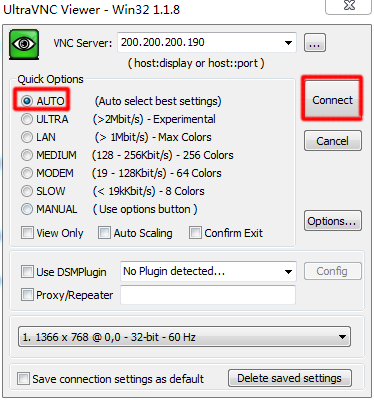 UltraVNC Viewer - Win32 1.1.8
VNC Server: 200.200.200.190 ...
( host:display or host::port )
Quick Options
AUTO (Auto select best settings) Connect
ULTRA (>2Mbit/s) - Experimental
LAN (> 1Mbit/s) - Max Colors Cancel
MEDIUM (128 - 256Kbit/s) - 256 Colors
MODEM (19 - 128Kbit/s) - 64 Colors
SLOW (< 19kKbit/s) - 8 Colors
MANUAL ( Use options button ) Options...
View Only Auto Scaling Confirm Exit
Use DSMPlugin No Plugin detected... Config
Proxy/Repeater
1. 1366 x 768 @ 0,0 - 32-bit - 60 Hz
Save connection settings as default Delete saved settings